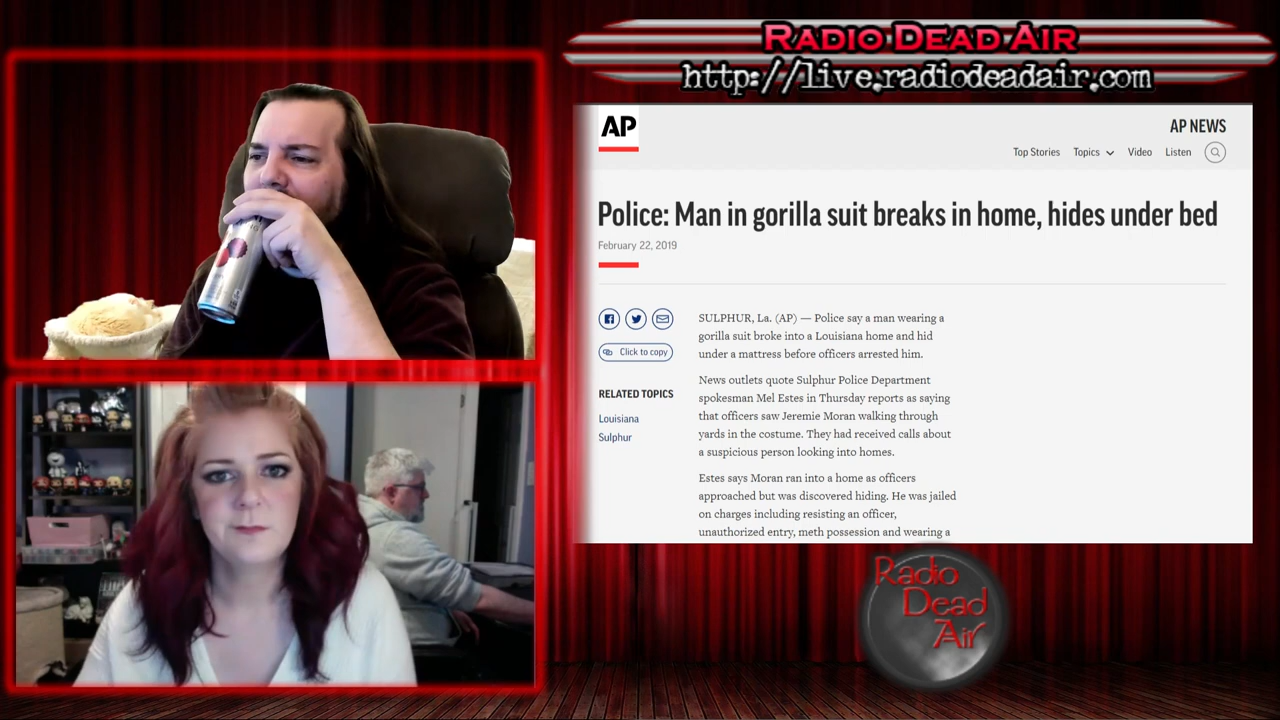 RADIO DEAD AIR
http://live.radiodeadair.com
AP
AP NEWS
Top Stories Topics Video Listen
Police: Man in gorilla suit breaks in home, hides under bed
February 22, 2019
Click to copy
RELATED TOPICS
Louisiana
Sulphur
SULPHUR, La. (AP) — Police say a man wearing a
gorilla suit broke into a Louisiana home and hid
under a mattress before officers arrested him.
News outlets quote Sulphur Police Department
spokesman Mel Estes in Thursday reports as saying
that officers saw Jeremie Moran walking through
yards in the costume. They had received calls about
a suspicious person looking into homes.
Estes says Moran ran into a home as officers
approached but was discovered hiding. He was jailed
on charges including resisting an officer,
unauthorized entry, meth possession and wearing a
Radio
Dead
Air